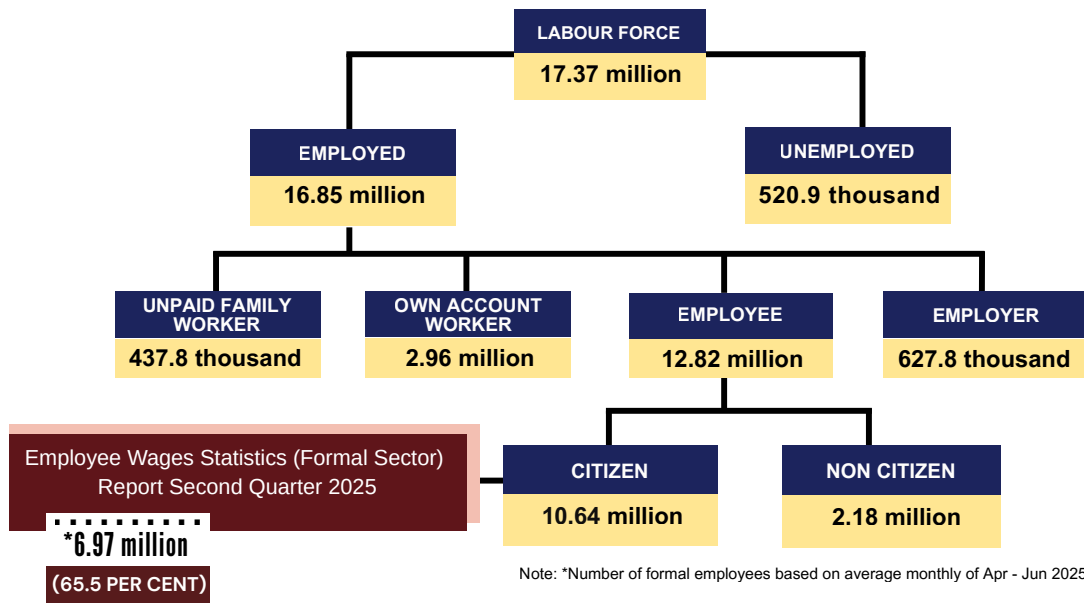 LABOUR FORCE
17.37 million
EMPLOYED
16.85 million
UNEMPLOYED
520.9 thousand
UNPAID FAMILY
WORKER
437.8 thousand
OWN ACCOUNT
WORKER
2.96 million
EMPLOYEE
12.82 million
EMPLOYER
627.8 thousand
Employee Wages Statistics (Formal Sector)
Report Second Quarter 2025
*6.97 million
(65.5 PER CENT)
CITIZEN
10.64 million
NON CITIZEN
2.18 million
Note: *Number of formal employees based on average monthly of Apr - Jun 2025